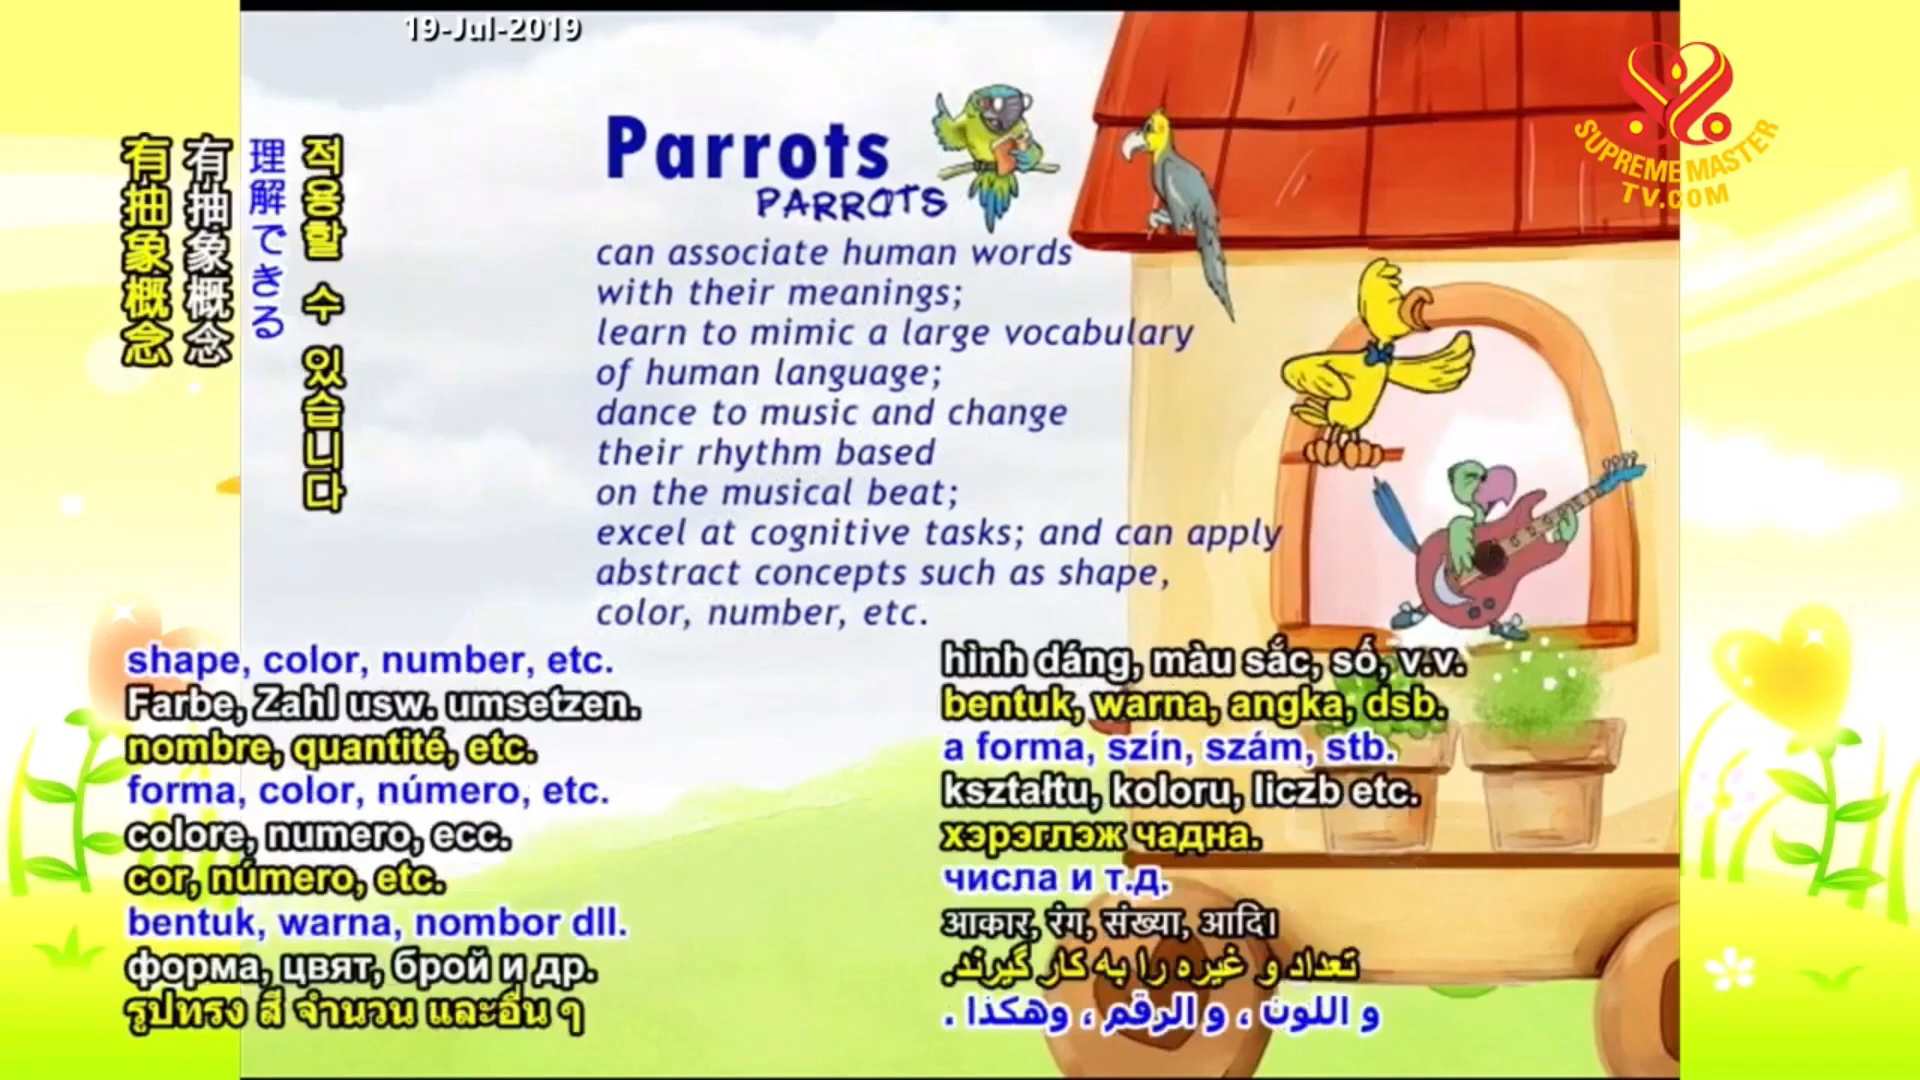 19-Jul-2019
SUPREME MASTER
TV.COM
Parrots
PARROTS
can associate human words
with their meanings;
learn to mimic a large vocabulary
of human language;
dance to music and change
their rhythm based
on the musical beat;
excel at cognitive tasks; and can apply
abstract concepts such as shape,
color, number, etc.
有抽象概念
有抽象概念
理解できる
적용할 수 있습니다
shape, color, number, etc.
Farbe, Zahl usw. umsetzen.
nombre, quantité, etc.
forma, color, número, etc.
colore, numero, ecc.
cor, número, etc.
bentuk, warna, nombor dll.
форма, цвят, брой и др.
รูปทรง สี จำนวน และอื่น ๆ
hình dáng, màu sắc, số, v.v.
bentuk, warna, angka, dsb.
a forma, szín, szám, stb.
kształtu, koloru, liczb etc.
хэрэглэж чадна.
числа и т.д.
आकार, रंग, संख्या, आदि।
تعداد و غیره را به کار گیرند.
و اللون ، و الرقم ، وهكذا .